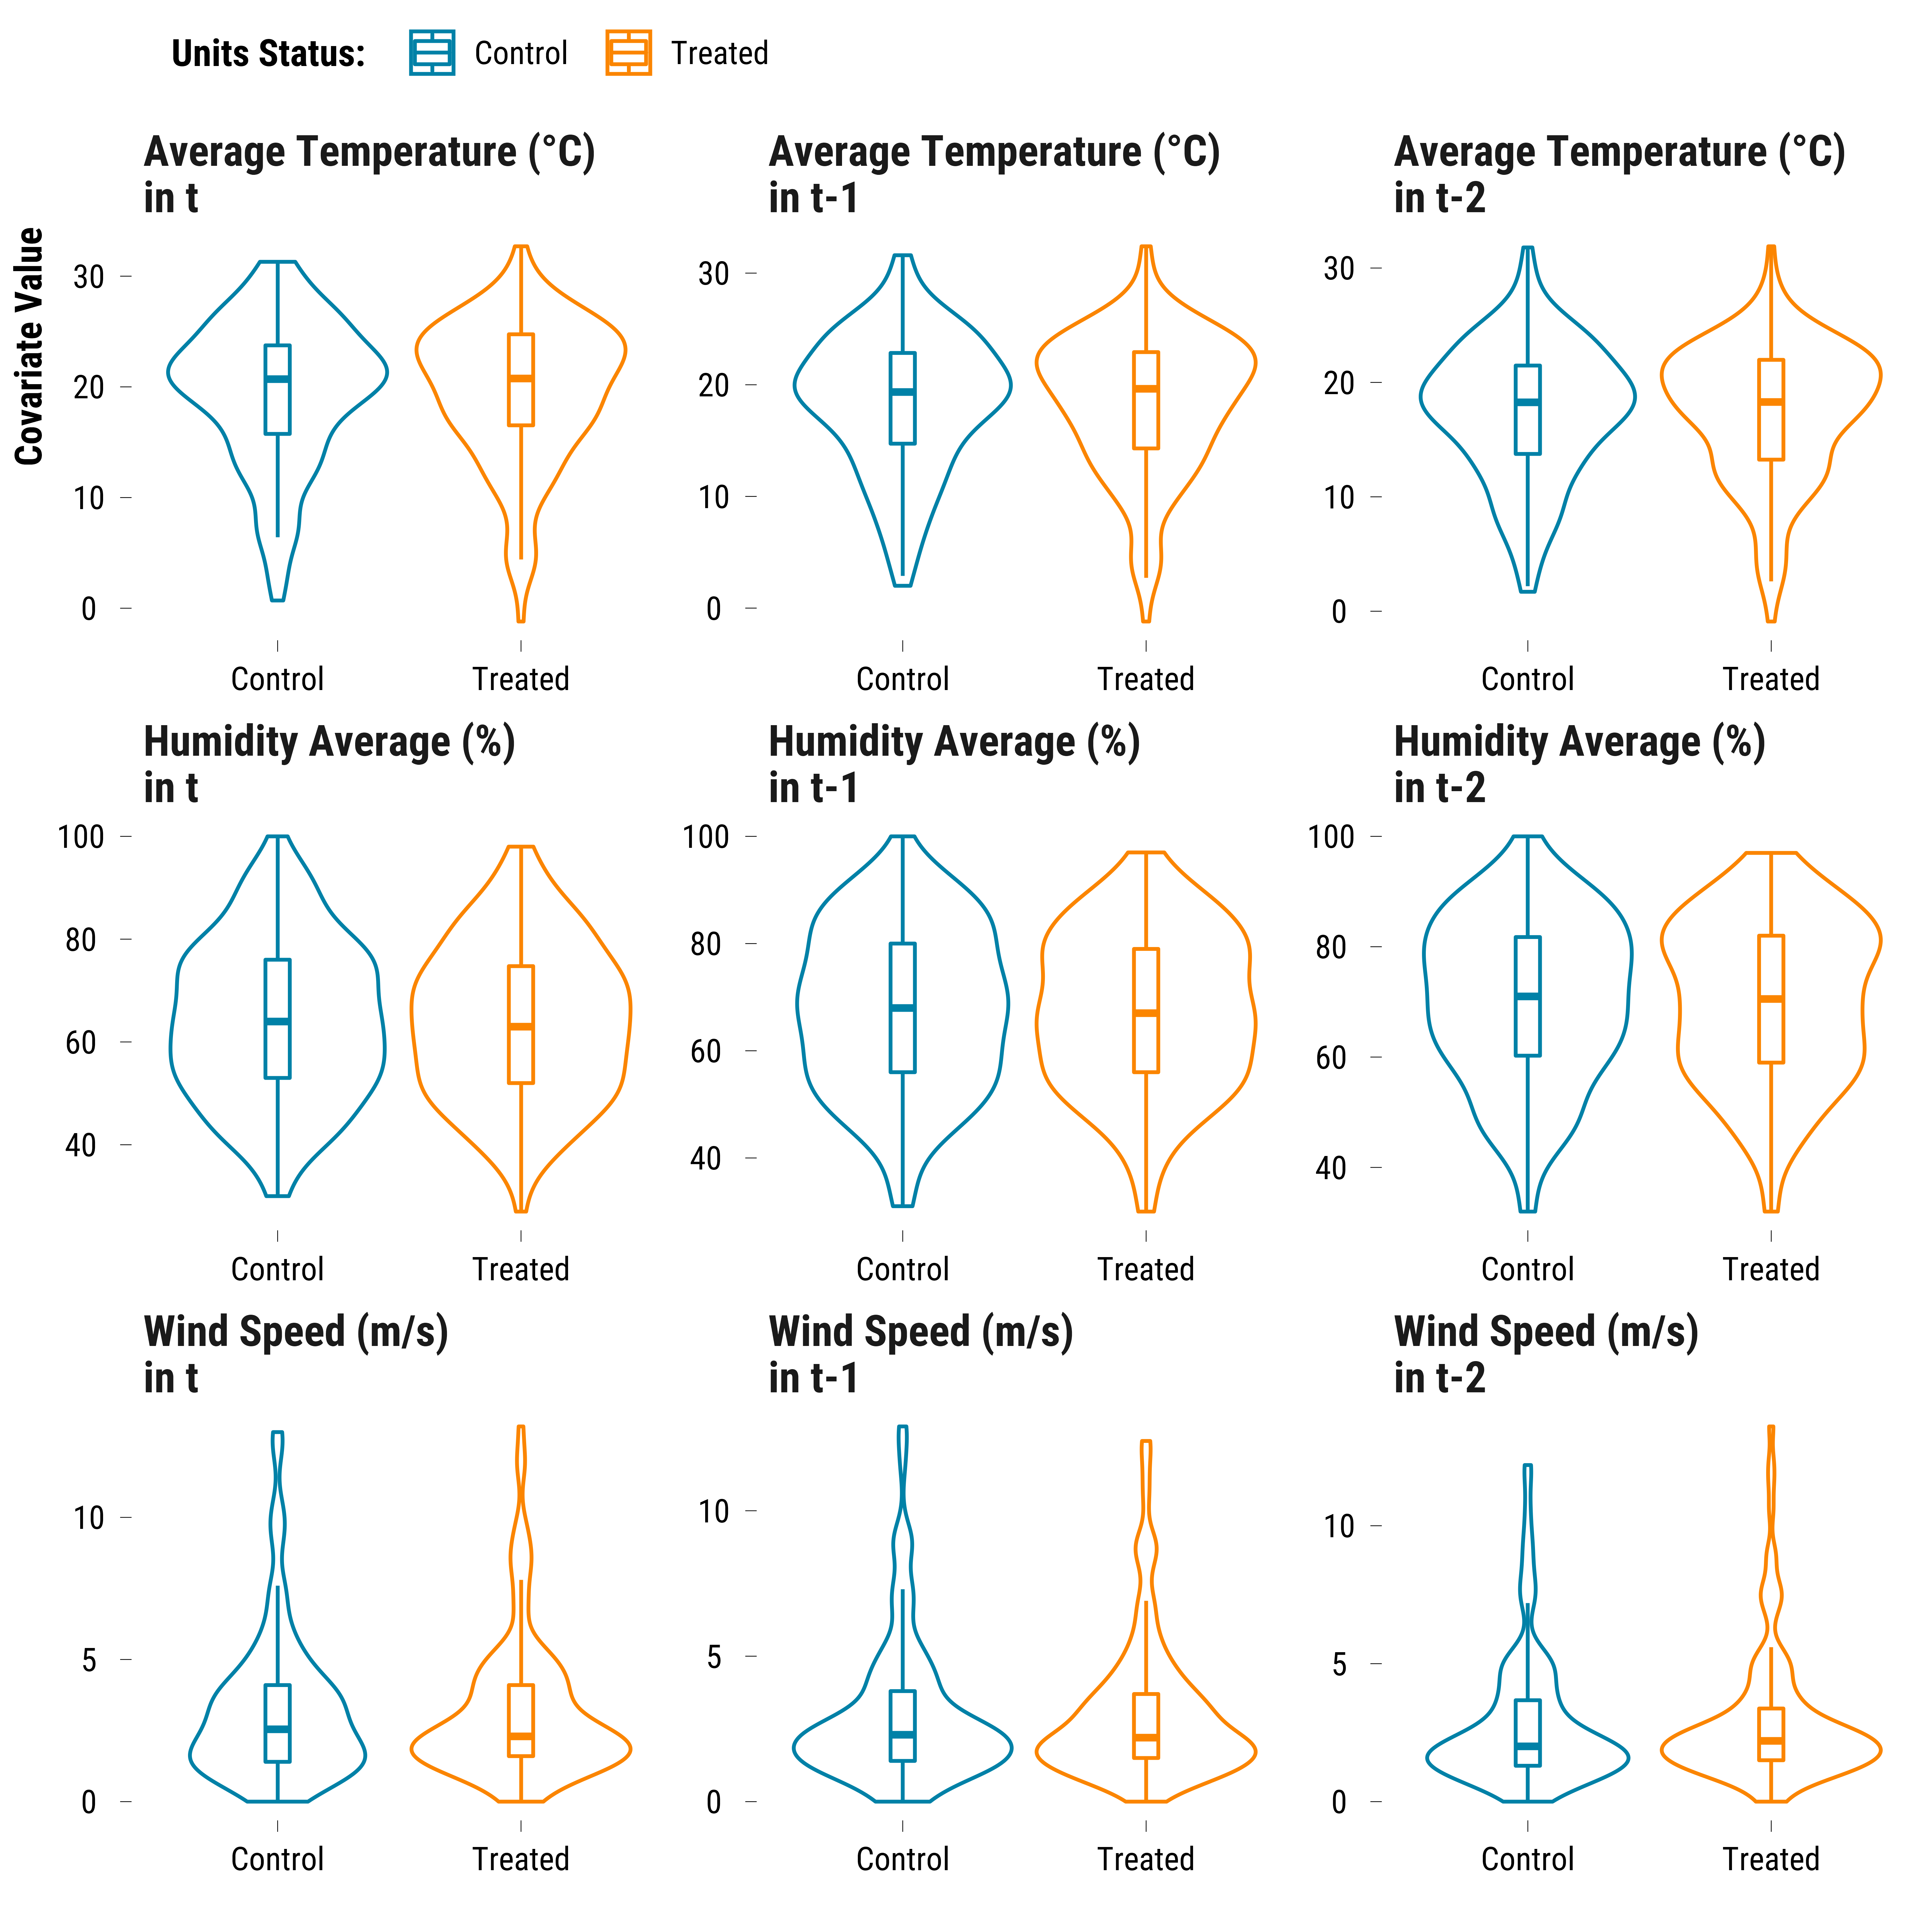 Units Status: Control Treated
Average Temperature (°C) Average Temperature (°C) Average Temperature (°C)
in t in t-1 in t-2
Covariate Value
30 30 30
20 20 20
10 10 10
0 0 0
Control Treated Control Treated Control Treated
Humidity Average (%) Humidity Average (%) Humidity Average (%)
in t in t-1 in t-2
100 100 100
80 80 80
60 60 60
40 40 40
Control Treated Control Treated Control Treated
Wind Speed (m/s) Wind Speed (m/s) Wind Speed (m/s)
in t in t-1 in t-2
10 10 10
5 5 5
0 0 0
Control Treated Control Treated Control Treated